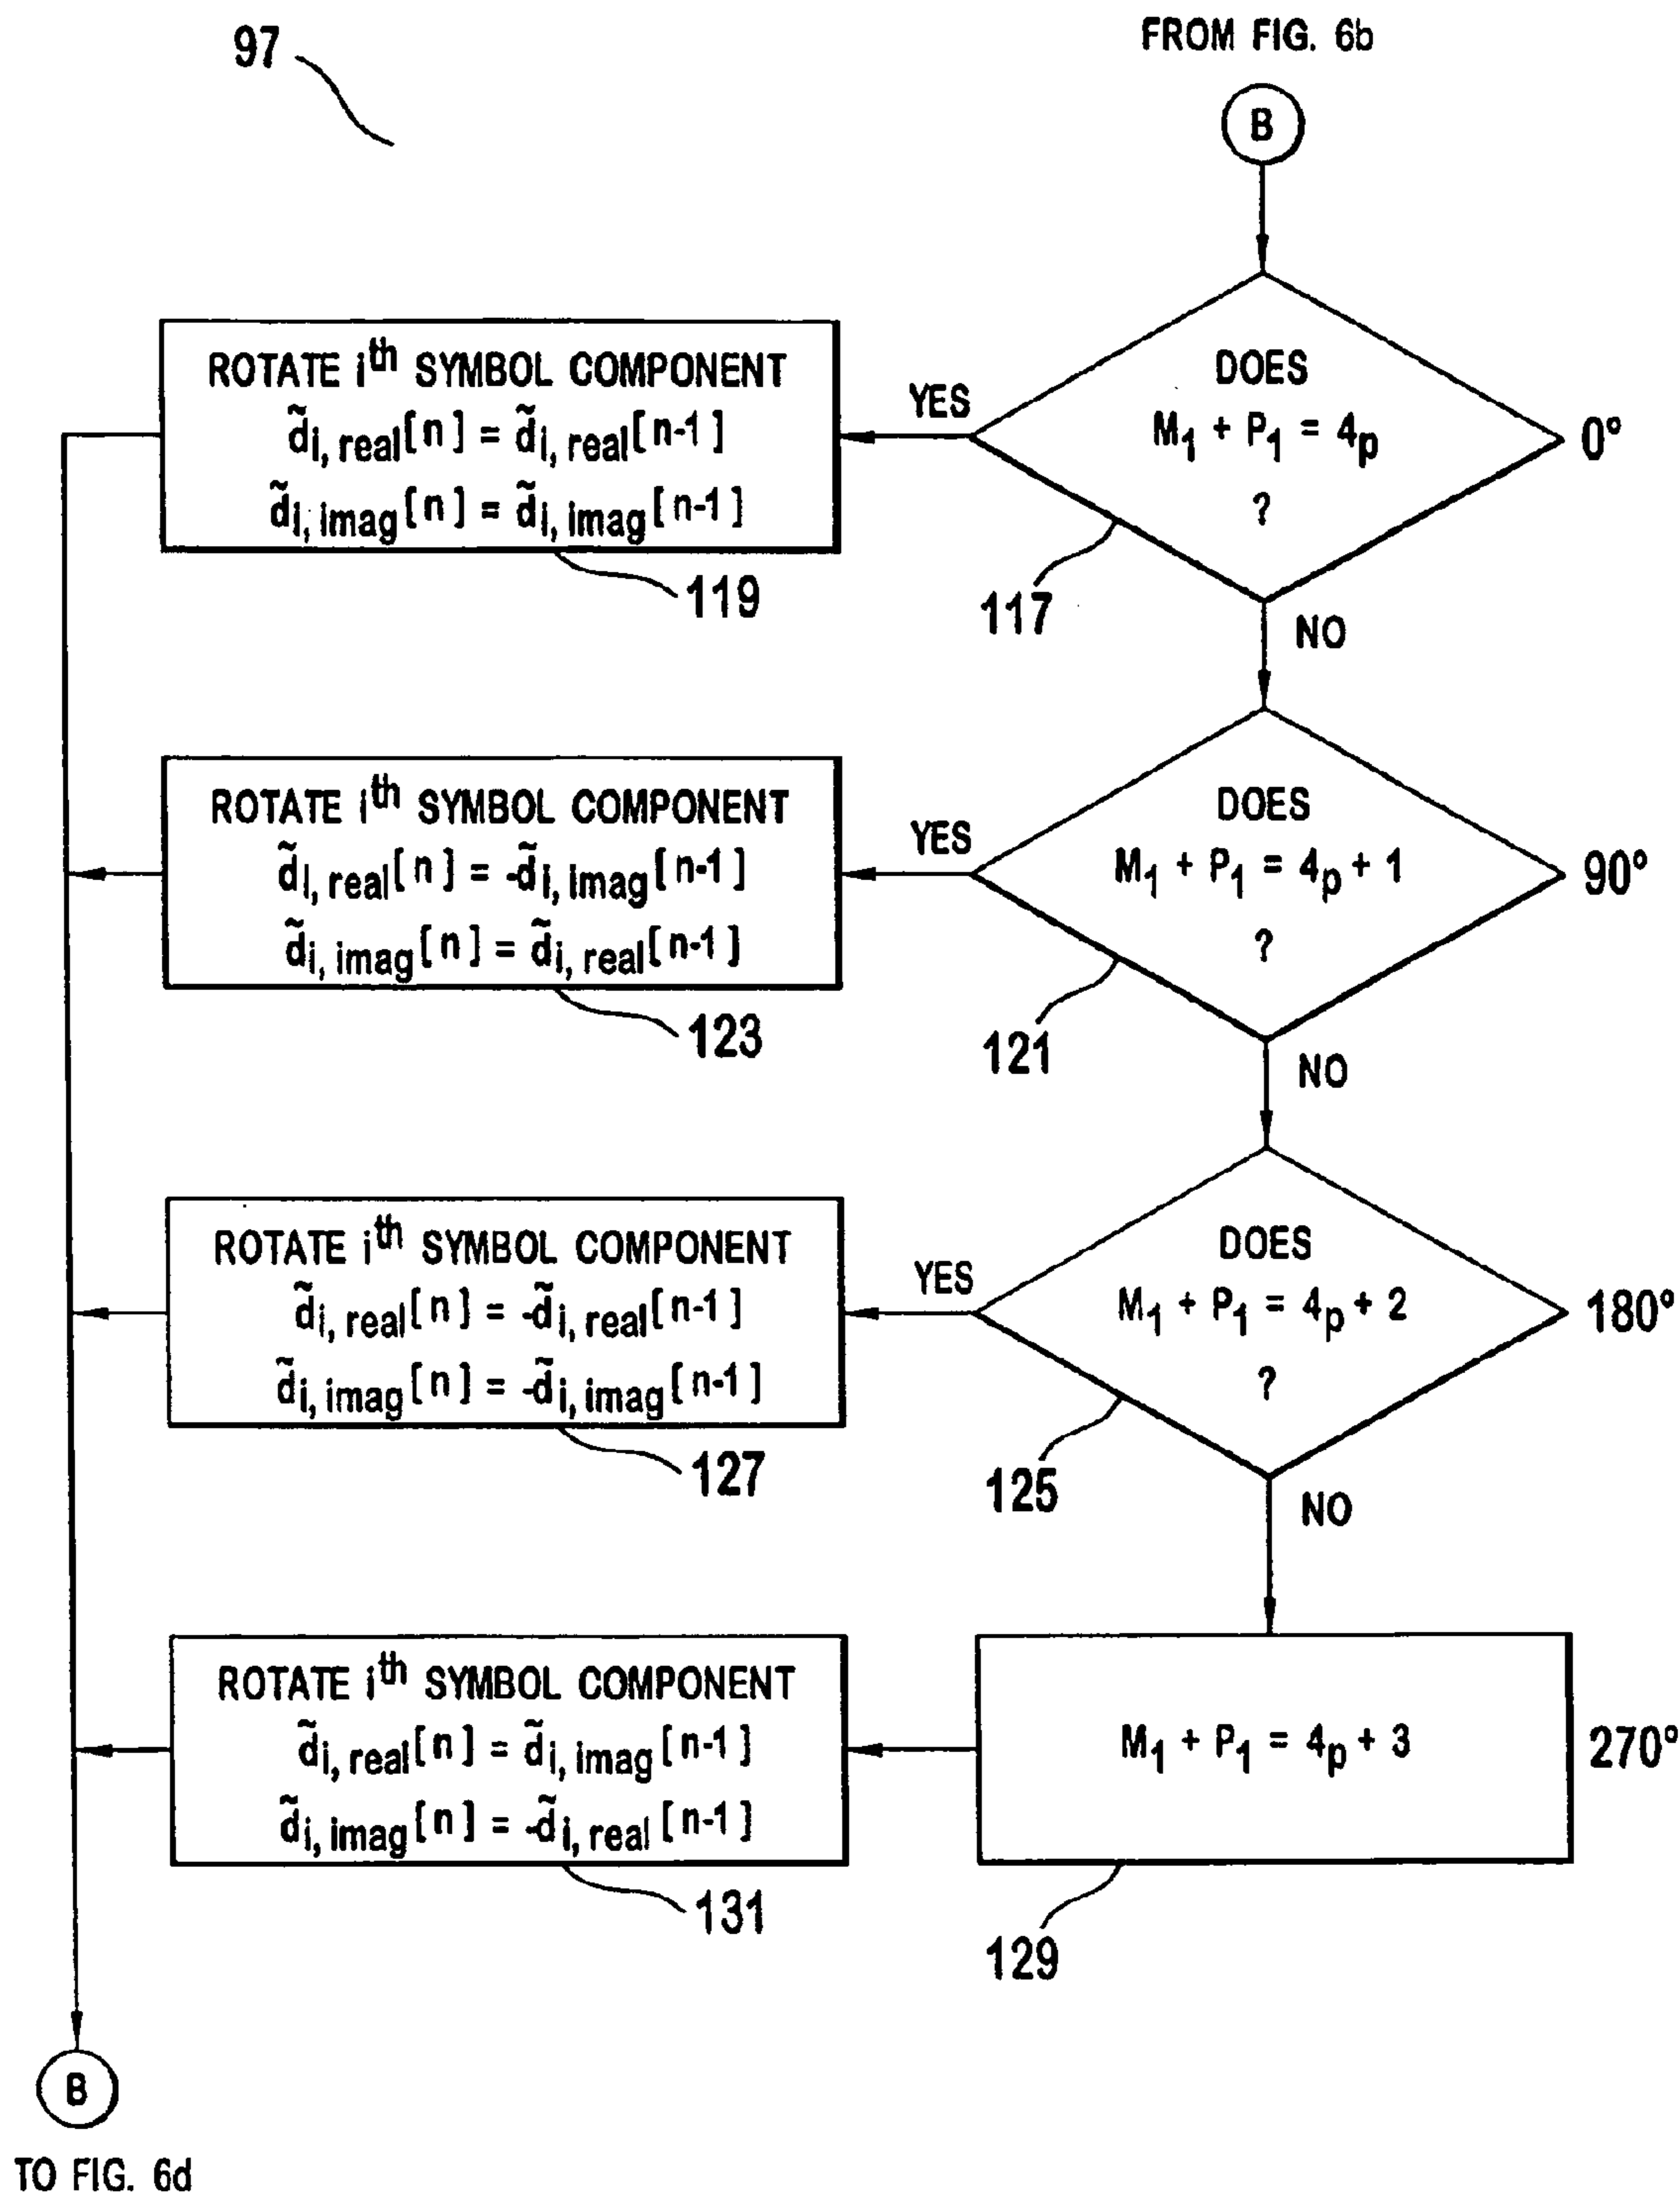 97
FROM FIG. 6b
B
DOES
M1 + P1 = 4p
?
0°
YES
117
NO
ROTATE ith SYMBOL COMPONENT
d̃i, real[n] = d̃i, real[n-1]
d̃i, imag[n] = d̃i, imag[n-1]
119
DOES
M1 + P1 = 4p + 1
?
90°
YES
121
NO
ROTATE ith SYMBOL COMPONENT
d̃i, real[n] = -d̃i, imag[n-1]
d̃i, imag[n] = d̃i, real[n-1]
123
DOES
M1 + P1 = 4p + 2
?
180°
YES
125
NO
ROTATE ith SYMBOL COMPONENT
d̃i, real[n] = -d̃i, real[n-1]
d̃i, imag[n] = -d̃i, imag[n-1]
127
M1 + P1 = 4p + 3
270°
129
ROTATE ith SYMBOL COMPONENT
d̃i, real[n] = d̃i, imag[n-1]
d̃i, imag[n] = -d̃i, real[n-1]
131
B
TO FIG. 6d